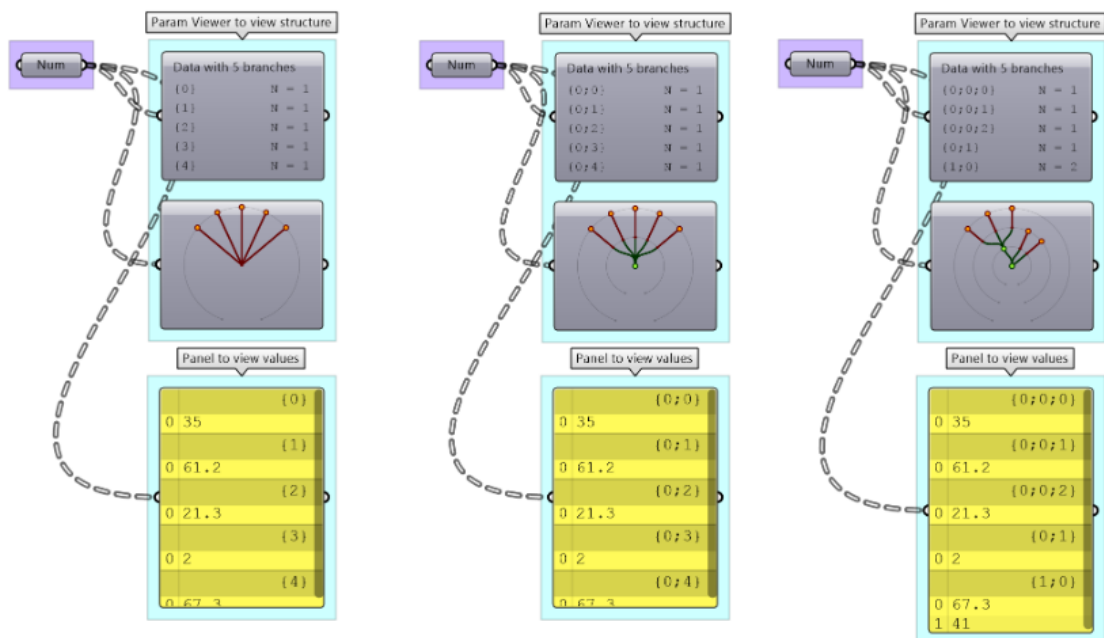 Param Viewer to view structure
Num
Data with 5 branches
{0} N = 1
{1} N = 1
{2} N = 1
{3} N = 1
{4} N = 1
Panel to view values
{0}
0 35
{1}
0 61.2
{2}
0 21.3
{3}
0 2
{4}
0 67.3
Param Viewer to view structure
Num
Data with 5 branches
{0;0} N = 1
{0;1} N = 1
{0;2} N = 1
{0;3} N = 1
{0;4} N = 1
Panel to view values
{0;0}
0 35
{0;1}
0 61.2
{0;2}
0 21.3
{0;3}
0 2
{0;4}
0 67.3
Param Viewer to view structure
Num
Data with 5 branches
{0;0;0} N = 1
{0;0;1} N = 1
{0;0;2} N = 1
{0;1} N = 1
{1;0} N = 2
Panel to view values
{0;0;0}
0 35
{0;0;1}
0 61.2
{0;0;2}
0 21.3
{0;1}
0 2
{1;0}
0 67.3
1 41